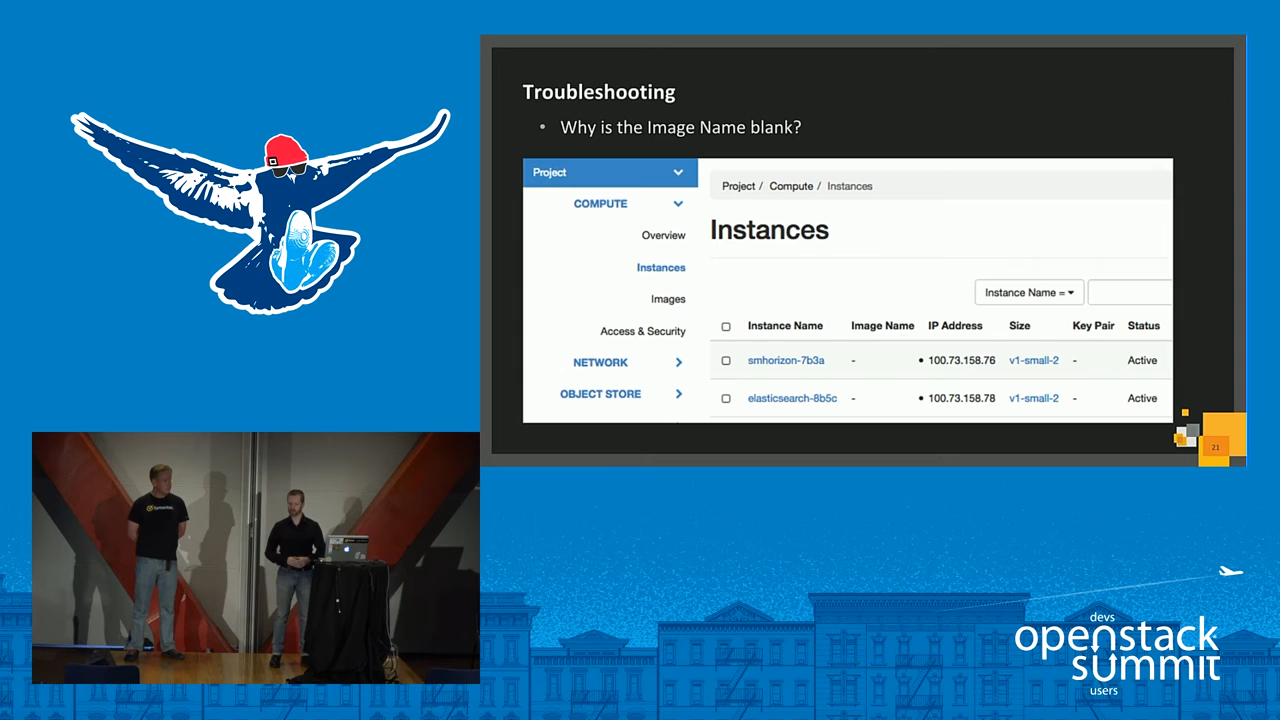 Troubleshooting
• Why is the Image Name blank?
Project
COMPUTE
Overview
Instances
Images
Access & Security
NETWORK
OBJECT STORE
Project / Compute / Instances
Instances
Instance Name =
Instance Name Image Name IP Address Size Key Pair Status
smhorizon-7b3a - • 100.73.158.76 v1-small-2 - Active
elasticsearch-8b5c - • 100.73.158.78 v1-small-2 - Active
21
Symantec.
devs
openstack
summit
users